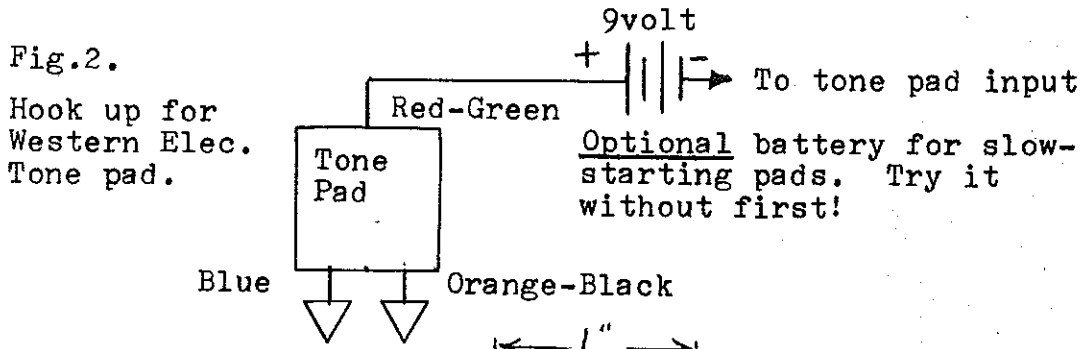 9volt
Fig.2.
+ -
To tone pad input
Hook up for
Western Elec.
Tone pad.
Red-Green
Optional battery for slow-
starting pads. Try it
without first!
Tone
Pad
Blue
Orange-Black
1"